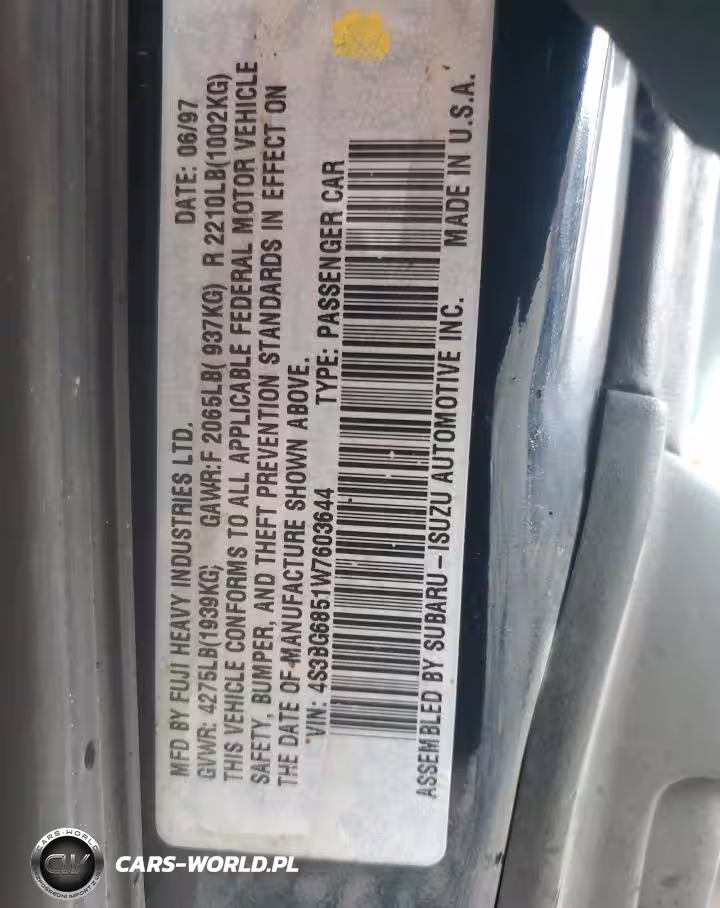 MFD BY FUJI HEAVY INDUSTRIES LTD. DATE: 06/97
GVWR: 4275LB(1939KG) GAWR:F 2065LB( 937KG) R 2210LB(1002KG)
THIS VEHICLE CONFORMS TO ALL APPLICABLE FEDERAL MOTOR VEHICLE
SAFETY, BUMPER, AND THEFT PREVENTION STANDARDS IN EFFECT ON
THE DATE OF MANUFACTURE SHOWN ABOVE.
VIN: 4S3BG6851W7603644 TYPE: PASSENGER CAR
ASSEMBLED BY SUBARU-ISUZU AUTOMOTIVE INC. MADE IN U.S.A.
CARS-WORLD
CW
CARS-WORLD.PL